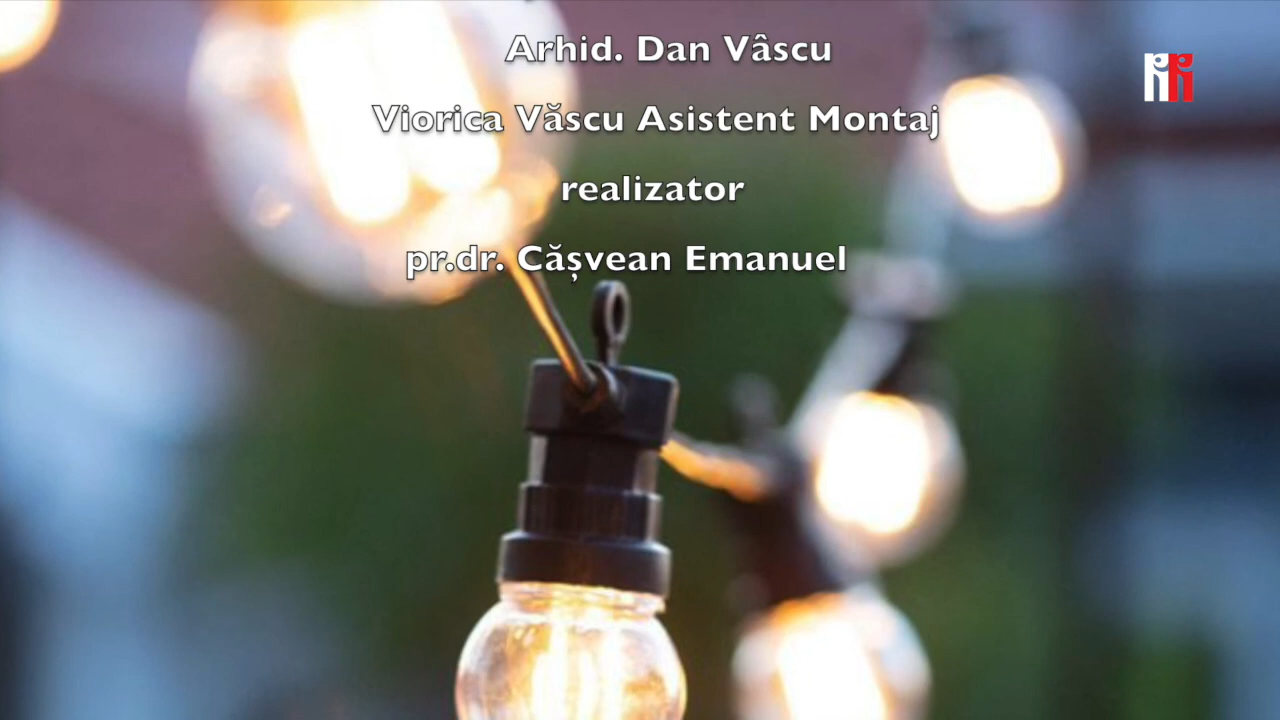 Arhid. Dan Vâscu
Viorica Văscu Asistent Montaj
realizator
pr.dr. Cășvean Emanuel